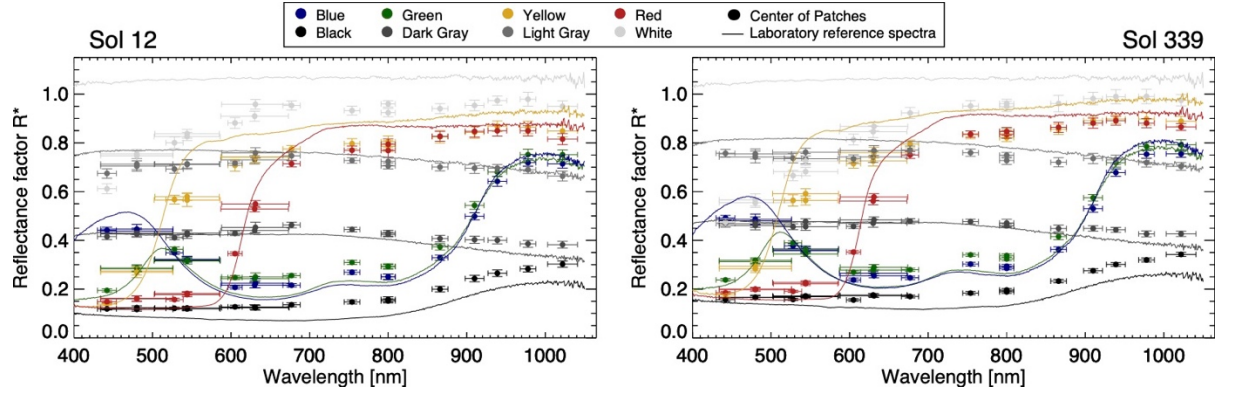 Blue Green Yellow Red Center of Patches
Black Dark Gray Light Gray White Laboratory reference spectra
Sol 12
Sol 339
Reflectance factor R*
1.0
0.8
0.6
0.4
0.2
0.0
400 500 600 700 800 900 1000
Wavelength [nm]
Reflectance factor R*
1.0
0.8
0.6
0.4
0.2
0.0
400 500 600 700 800 900 1000
Wavelength [nm]